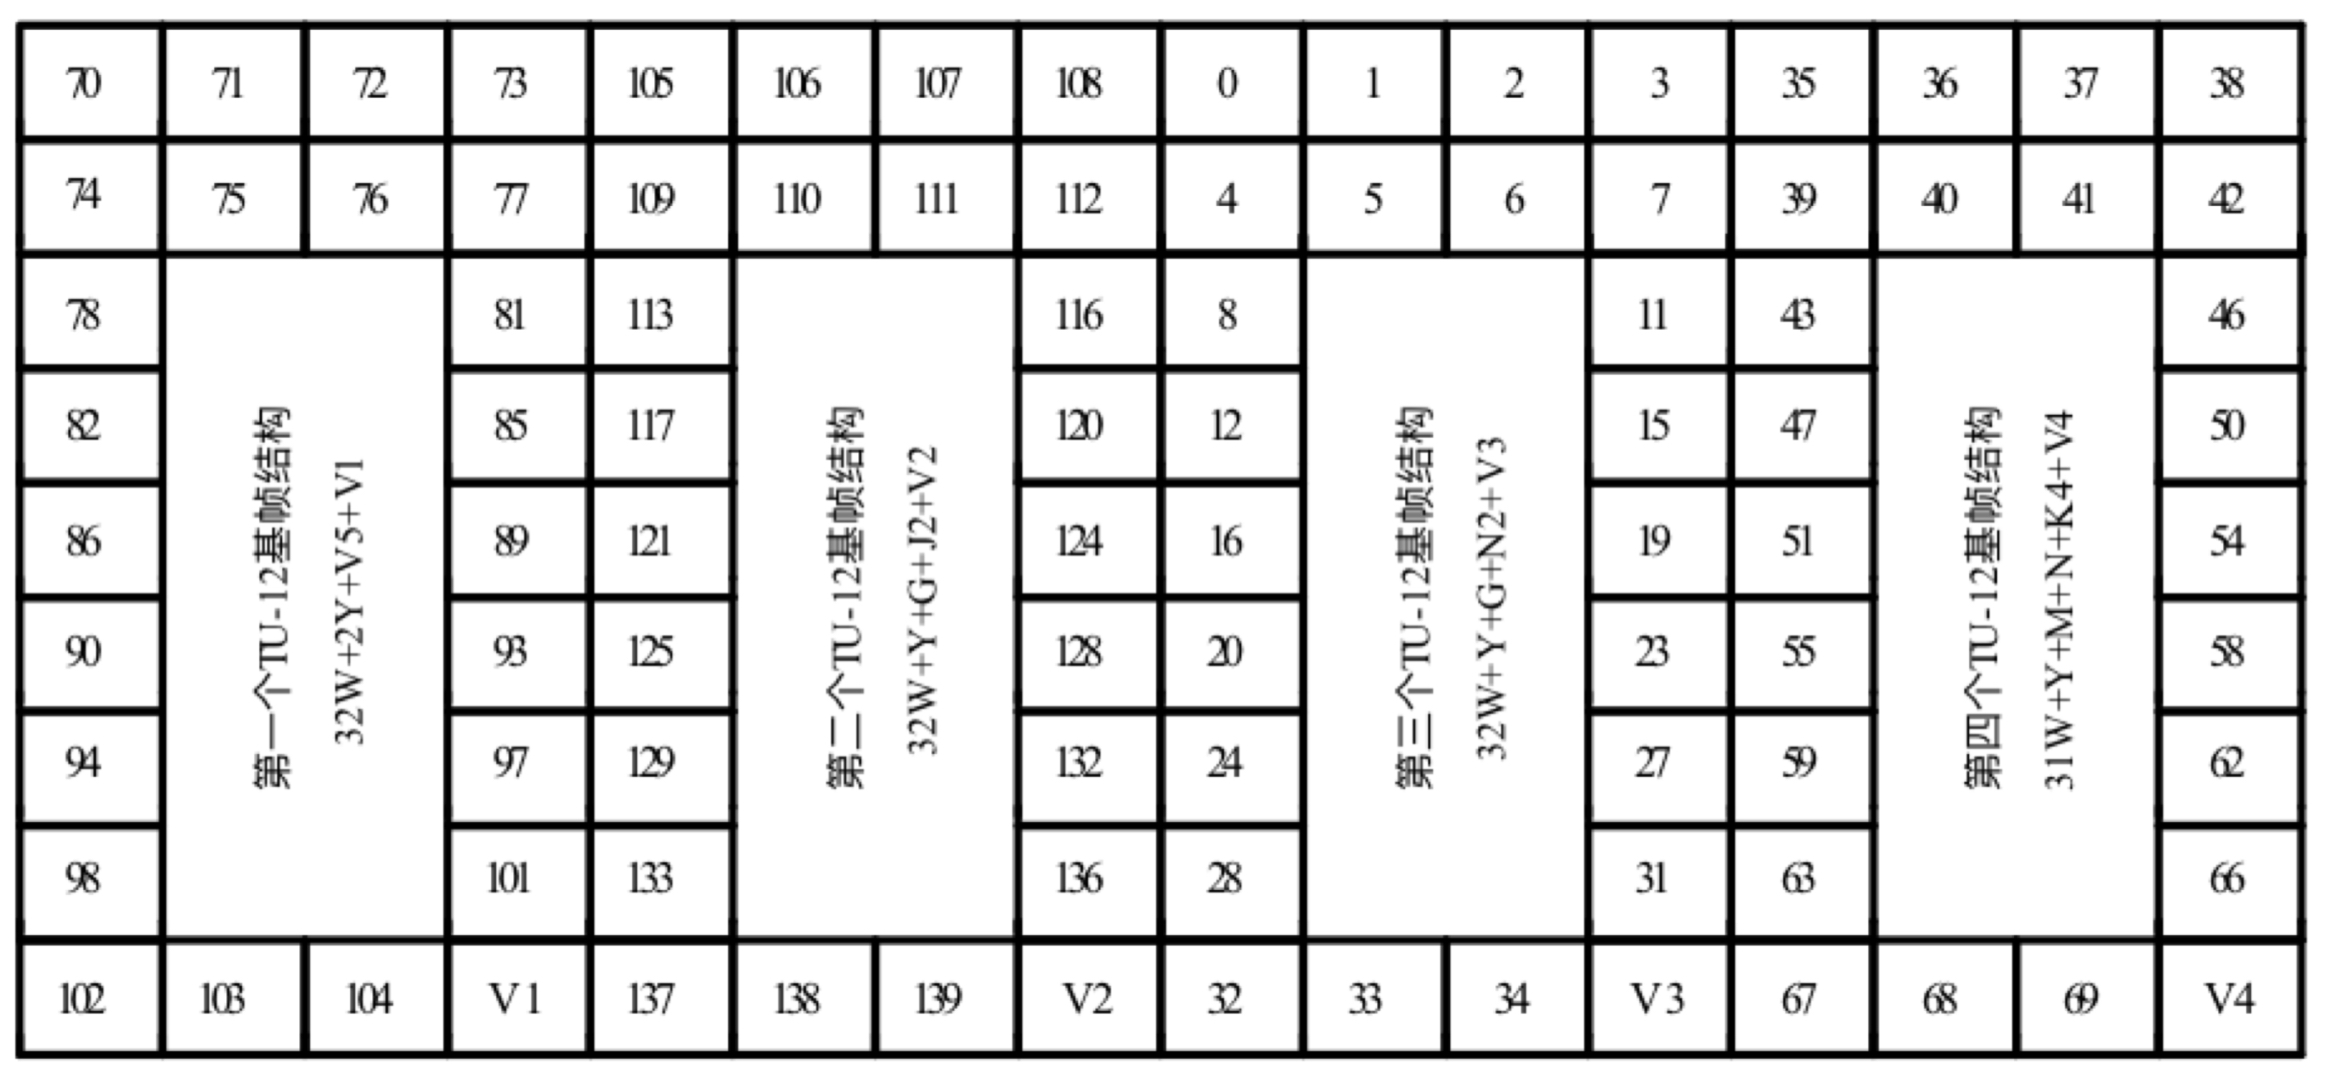 70 71 72 73 105 106 107 108 0 1 2 3 35 36 37 38
74 75 76 77 109 110 111 112 4 5 6 7 39 40 41 42
78 81 113 116 8 11 43 46
82 85 117 120 12 15 47 50
86 89 121 124 16 19 51 54
90 93 125 128 20 23 55 58
94 97 129 132 24 27 59 62
98 101 133 136 28 31 63 66
第一个TU-12基帧结构
32W+2Y+V5+V1
第二个TU-12基帧结构
32W+Y+G+J2+V2
第三个TU-12基帧结构
32W+Y+G+N2+V3
第四个TU-12基帧结构
31W+Y+M+N+K4+V4
102 103 104 V1 137 138 139 V2 32 33 34 V3 67 68 69 V4